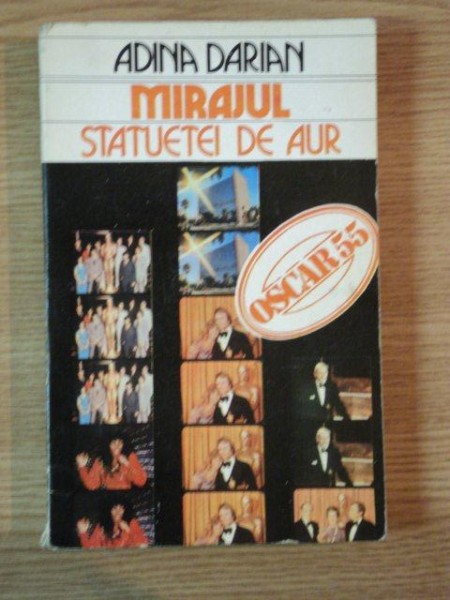 ADINA DARIAN
MIRAJUL
STATUETEI DE AUR
OSCAR 55